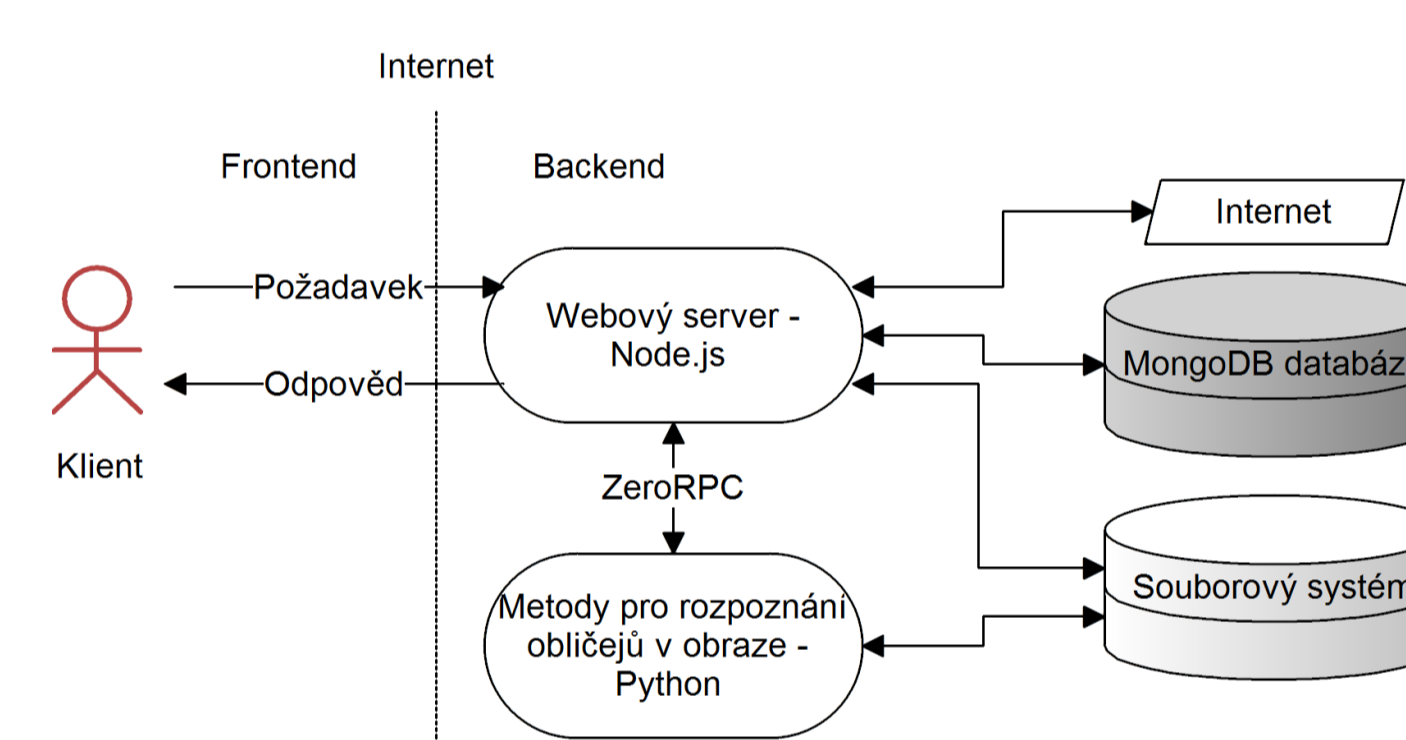 Internet
Frontend
Backend
Internet
Požadavek
Webový server -
Node.js
MongoDB databáz
Odpověd
Klient
ZeroRPC
Souborový systém
Metody pro rozpoznání
obličejů v obraze -
Python